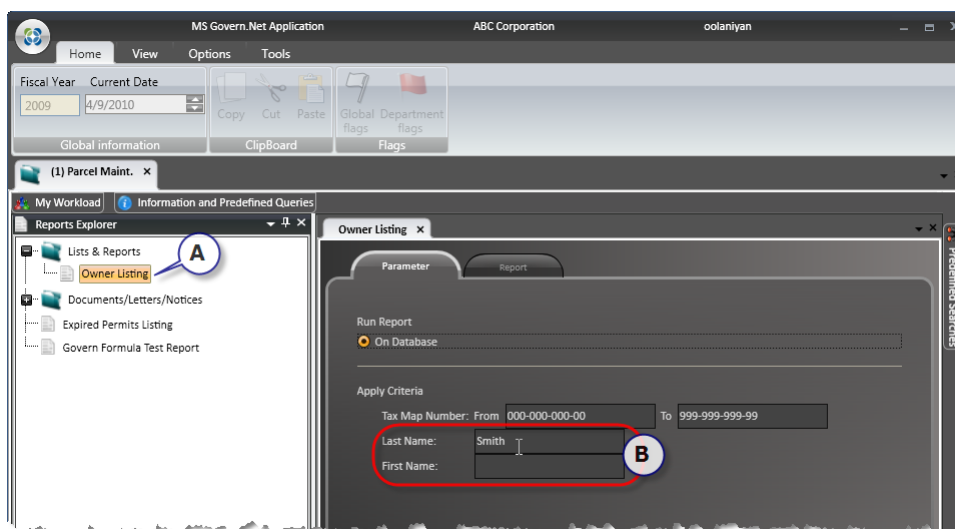 MS Govern.Net Application ABC Corporation oolaniyan
Home View Options Tools
Fiscal Year Current Date
2009 4/9/2010
Copy Cut Paste
Global flags Department flags
Global information ClipBoard Flags
(1) Parcel Maint. ×
My Workload Information and Predefined Queries
Reports Explorer
Lists & Reports
Owner Listing
Documents/Letters/Notices
Expired Permits Listing
Govern Formula Test Report
A
Owner Listing ×
Parameter Report
Run Report
On Database
Apply Criteria
Tax Map Number: From 000-000-000-00 To 999-999-999-99
Last Name: Smith
First Name:
B
Predefined Searches